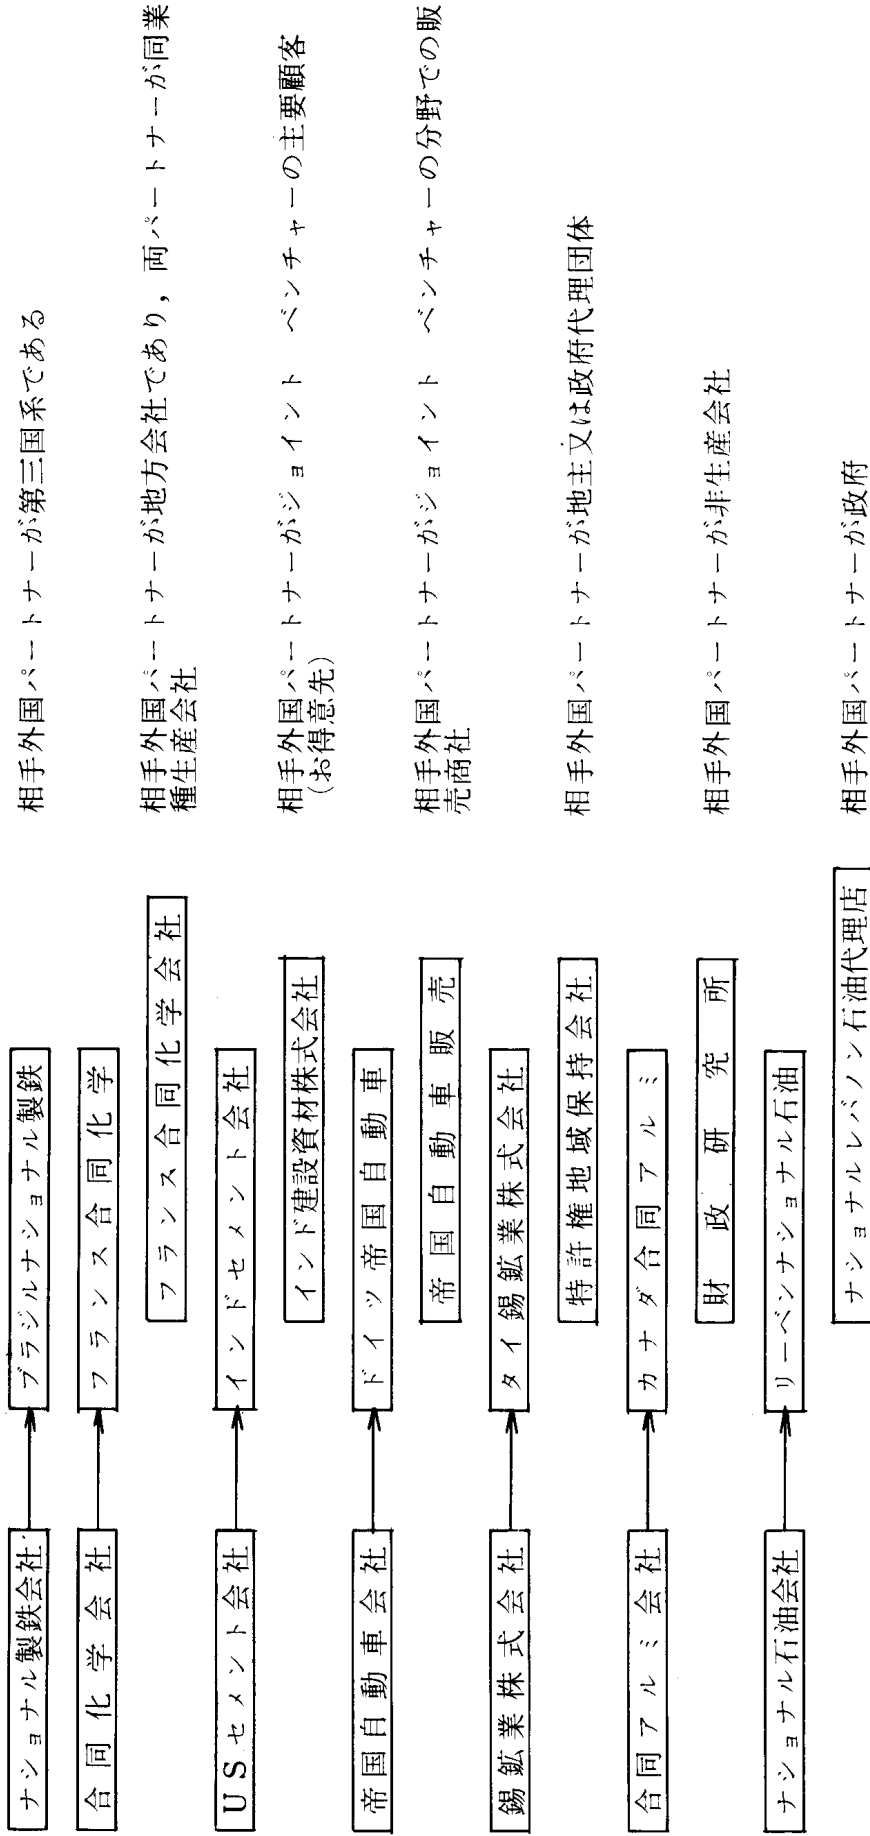 ナショナル製鉄会社
ブラジルナショナル製鉄
相手外国パートナーが第三国系である
合同化学会社
フランス合同化学
フランス合同化学会社
相手外国パートナーが地方会社であり，両パートナーが同業
種生産会社
USセメント会社
インドセメント会社
インド建設資材株式会社
相手外国パートナーがジョイント ベンチャーの主要顧客
(お得意先)
帝国自動車会社
ドイツ帝国自動車
帝国自動車販売
相手外国パートナーがジョイント ベンチャーの分野での販
売商社
錫鉱業株式会社
タイ錫鉱業株式会社
特許権地域保持会社
相手外国パートナーが地主又は政府代理団体
合同アルミ会社
カナダ合同アルミ
財政研究所
相手外国パートナーが非生産会社
ナショナル石油会社
リーベンナショナル石油
ナショナルレバノン石油代理店
相手外国パートナーが政府